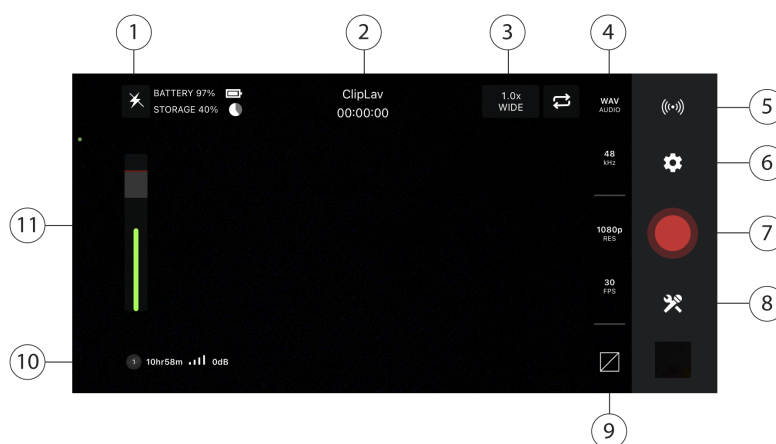 1
2
3
4
BATTERY 97%
STORAGE 40%
ClipLav
00:00:00
1.0x
WIDE
WAV
AUDIO
5
48
kHz
6
11
1080p
RES
7
30
FPS
8
10
1
10hr58m
0dB
9